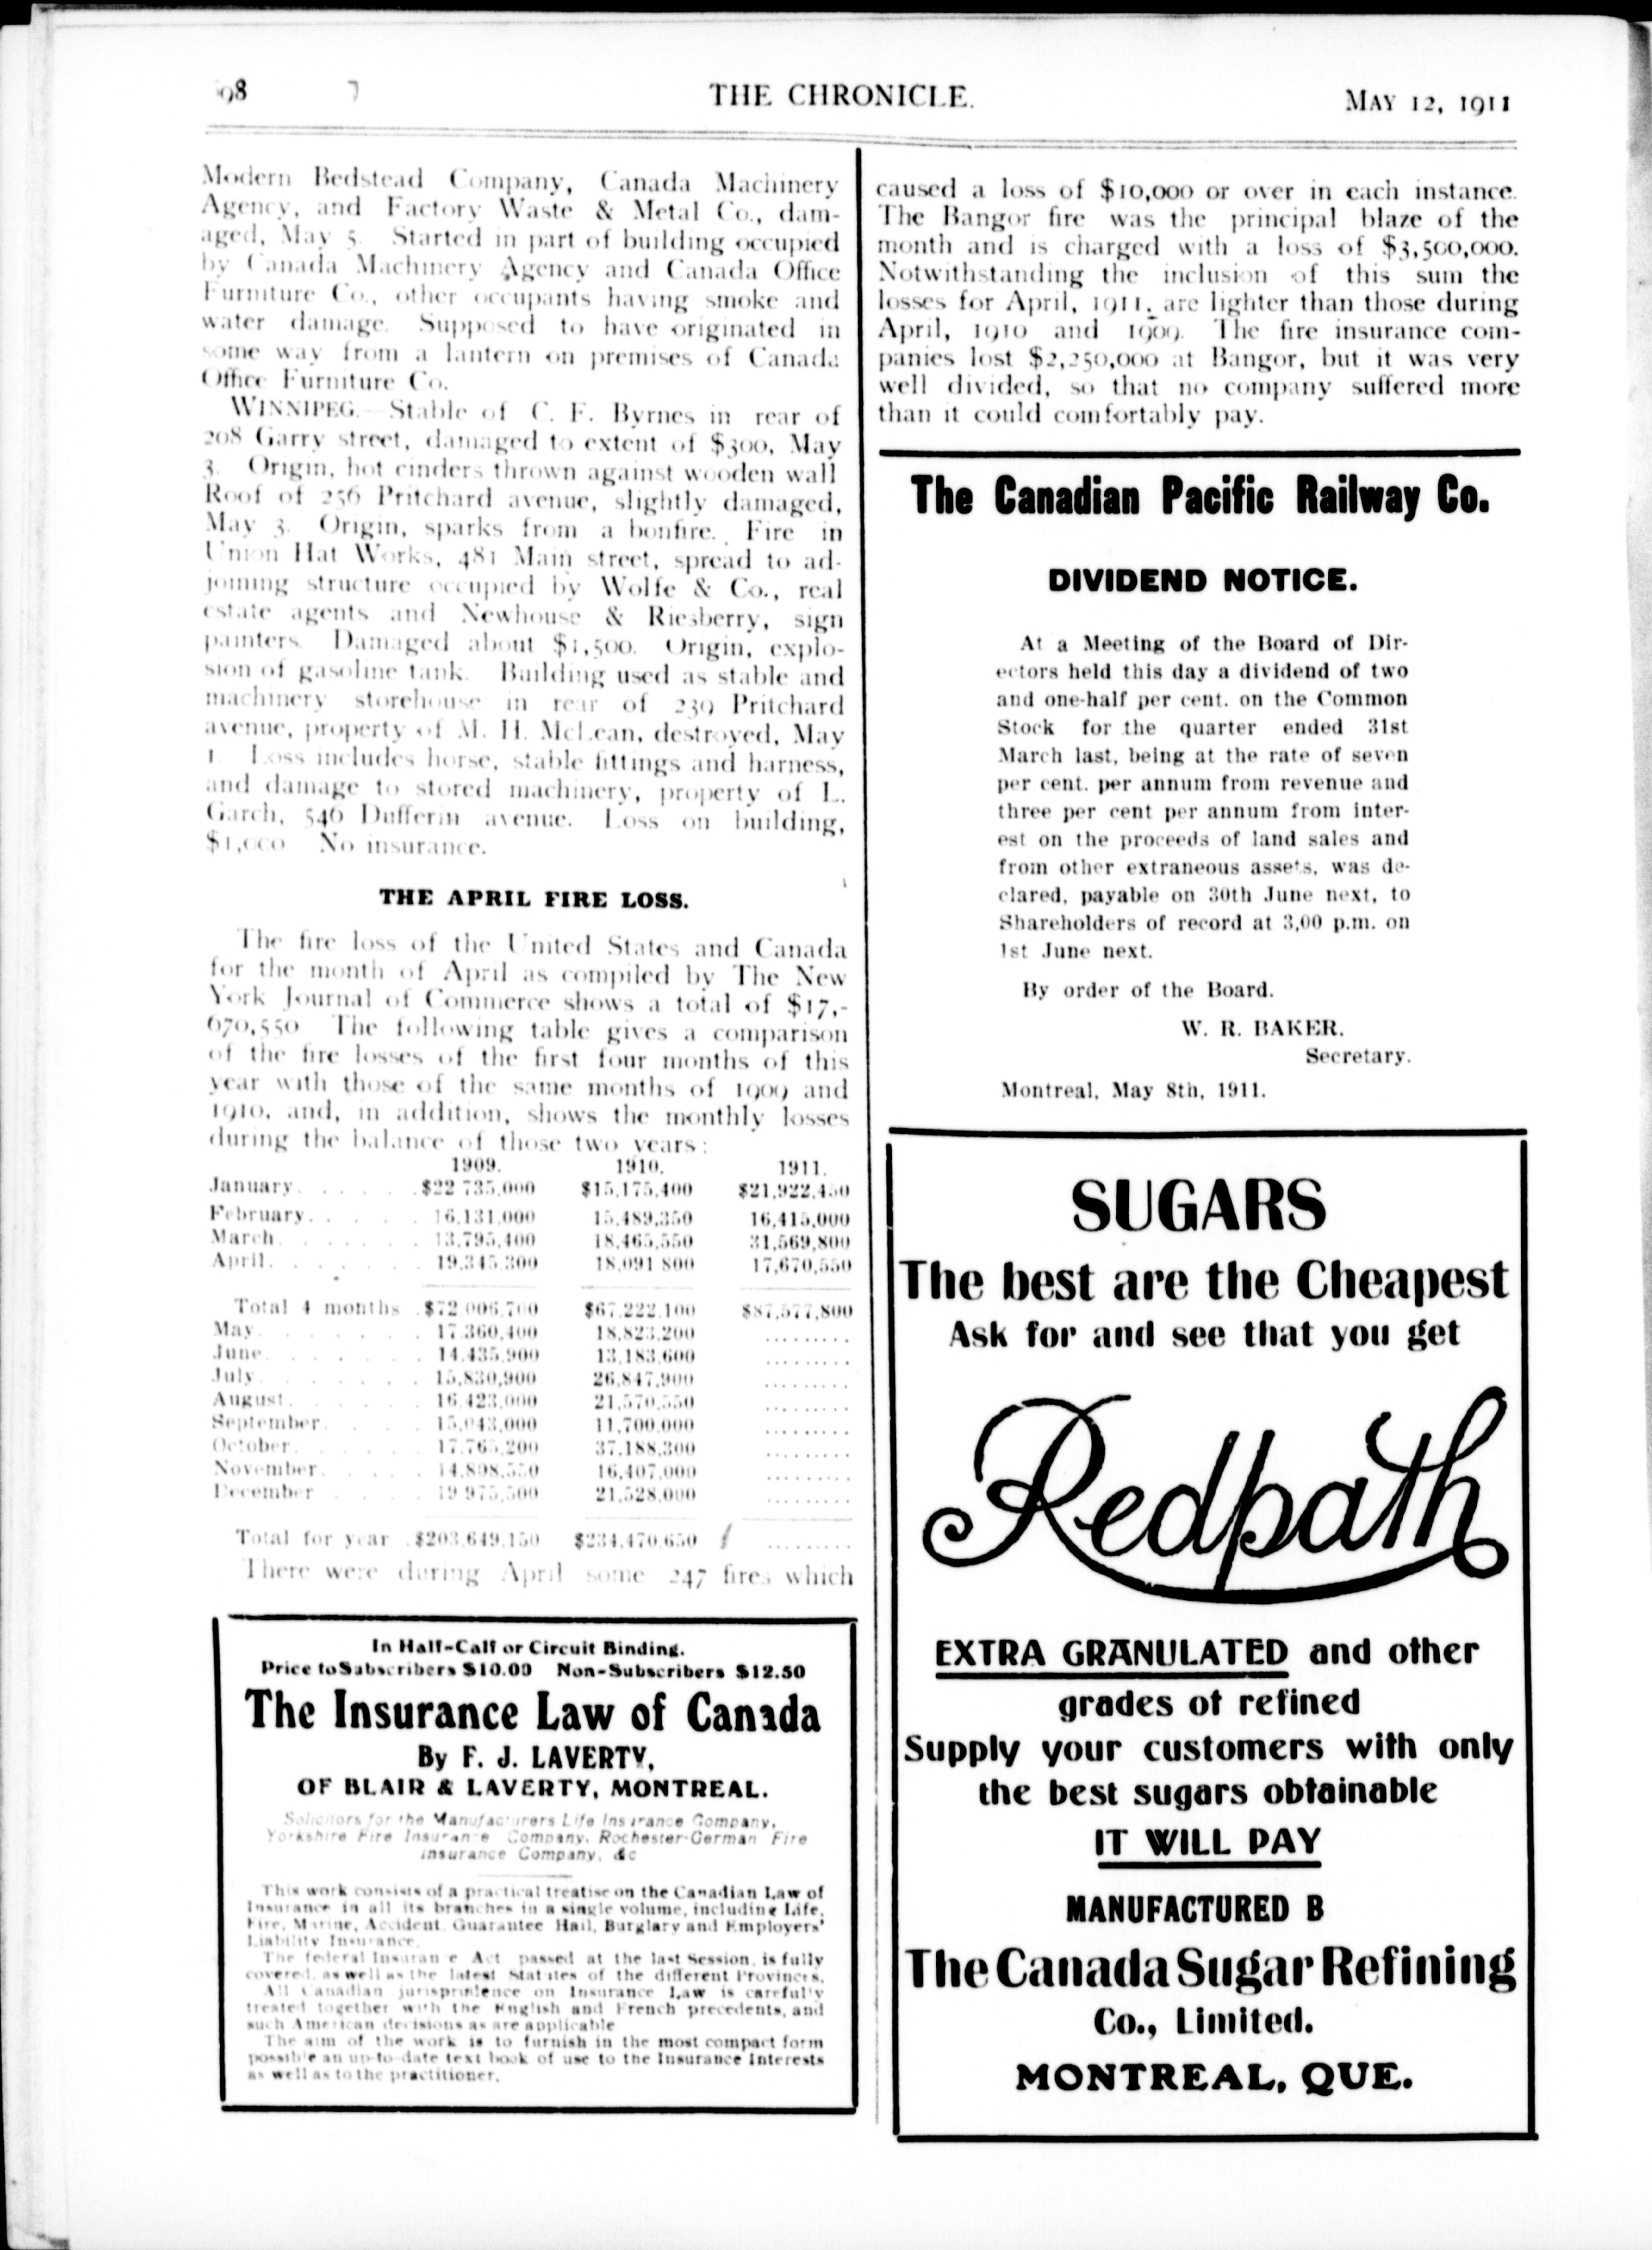 98
THE CHRONICLE.
MAY 12, 1911
Modern Bedstead Company, Canada Machinery
Agency, and Factory Waste & Metal Co., dam-
aged, May 5. Started in part of building occupied
by Canada Machinery Agency and Canada Office
Furniture Co., other occupants having smoke and
water damage. Supposed to have originated in
some way from a lantern on premises of Canada
Office Furniture Co.
WINNIPEG.—Stable of C. F. Byrnes in rear of
208 Garry street, damaged to extent of $300, May
3. Origin, hot cinders thrown against wooden wall
Roof of 256 Pritchard avenue, slightly damaged,
May 3. Origin, sparks from a bonfire. Fire in
Union Hat Works, 481 Main street, spread to ad-
joining structure occupied by Wolfe & Co., real
estate agents and Newhouse & Riesberry, sign
painters. Damaged about $1,500. Origin, explo-
sion of gasoline tank. Building used as stable and
machinery storehouse in rear of 239 Pritchard
avenue, property of M. H. McLean, destroyed, May
1. Loss includes horse, stable fittings and harness,
and damage to stored machinery, property of L.
Garch, 546 Dufferin avenue. Loss on building,
$1,000 No insurance.
THE APRIL FIRE LOSS.
The fire loss of the United States and Canada
for the month of April as compiled by The New
York Journal of Commerce shows a total of $17,-
670,550 The following table gives a comparison
of the fire losses of the first four months of this
year with those of the same months of 1909 and
1910, and, in addition, shows the monthly losses
during the balance of those two years:
1909. 1910. 1911.
January. . . . . . $22 735,000 $15,175,400 $21,922,450
February. . . . . . 16,131,000 15,489,350 16,415,000
March. . . . . . . 13,795,400 18,465,550 31,569,800
April. . . . . . . 19,345,300 18,091 800 17,670,550
Total 4 months . $72 006,700 $67,222,100 $87,577,800
May. . . . . . . . 17,360,400 18,823,200 .........
June. . . . . . . 14,435,900 13,183,600 .........
July. . . . . . . 15,830,900 26,847,900 .........
August. . . . . . 16 423,000 21,570,550 .........
September. . . . . 15,043,000 11,700,000 .........
October. . . . . . 17,765,200 37,188,300 .........
November. . . . . 14,808,550 16,407,000 .........
December . . . . . 19 975,500 21,528,000 .........
Total for year . $203,649,150 $234,470,650 .........
There were during April some 247 fires which
In Half-Calf or Circuit Binding.
Price to Subscribers $10.00 Non-Subscribers $12.50
The Insurance Law of Canada
By F. J. LAVERTY,
OF BLAIR & LAVERTY, MONTREAL.
Solicitors for the Manufacturers Life Insurance Company,
Yorkshire Fire Insurance Company, Rochester-German Fire
Insurance Company, &c
This work consists of a practical treatise on the Canadian Law of
Insurance in all its branches in a single volume, including Life,
Fire, Marine, Accident, Guarantee Hail, Burglary and Employers'
Liability Insurance.
The federal Insurance Act passed at the last Session, is fully
covered, as well as the latest Statutes of the different Provinces.
All Canadian jurisprudence on Insurance Law is carefully
treated together with the English and French precedents, and
such American decisions as are applicable
The aim of the work is to furnish in the most compact form
possible an up-to-date text book of use to the Insurance Interests
as well as to the practitioner.
caused a loss of $10,000 or over in each instance.
The Bangor fire was the principal blaze of the
month and is charged with a loss of $3,500,000.
Notwithstanding the inclusion of this sum the
losses for April, 1911, are lighter than those during
April, 1910 and 1909. The fire insurance com-
panies lost $2,250,000 at Bangor, but it was very
well divided, so that no company suffered more
than it could comfortably pay.
The Canadian Pacific Railway Co.
DIVIDEND NOTICE.
At a Meeting of the Board of Dir-
ectors held this day a dividend of two
and one-half per cent. on the Common
Stock for the quarter ended 31st
March last, being at the rate of seven
per cent. per annum from revenue and
three per cent per annum from inter-
est on the proceeds of land sales and
from other extraneous assets, was de-
clared, payable on 30th June next, to
Shareholders of record at 3,00 p.m. on
1st June next.
By order of the Board.
W. R. BAKER.
Secretary.
Montreal, May 8th, 1911.
SUGARS
The best are the Cheapest
Ask for and see that you get
Redpath
EXTRA GRANULATED and other
grades of refined
Supply your customers with only
the best sugars obtainable
IT WILL PAY
MANUFACTURED B
The Canada Sugar Refining
Co., Limited.
MONTREAL, QUE.